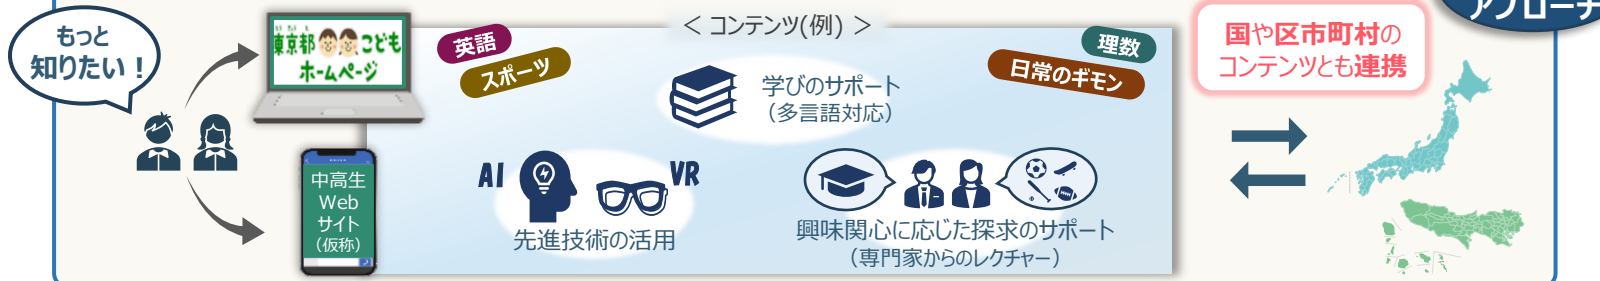 もっと
知りたい！
東京都 こども
ホームページ
中高生
Web
サイト
（仮称）
＜ コンテンツ(例) ＞
英語
スポーツ
理数
日常のギモン
学びのサポート
（多言語対応）
AI
VR
先進技術の活用
興味関心に応じた探求のサポート
（専門家からのレクチャー）
国や区市町村の
コンテンツとも連携
アプローチ